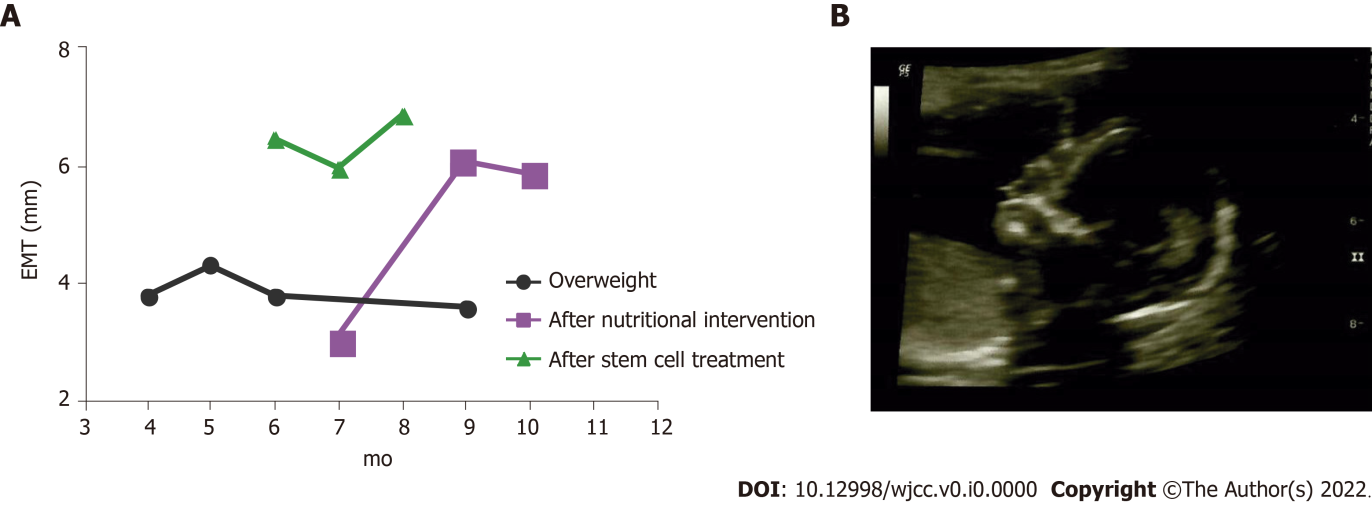 A
B
8
6
4
2
EMT (mm)
3 4 5 6 7 8 9 10 11 12
mo
Overweight
After nutritional intervention
After stem cell treatment
GE
4-
6-
8-
DOI: 10.12998/wjcc.v0.i0.0000 Copyright ©The Author(s) 2022.